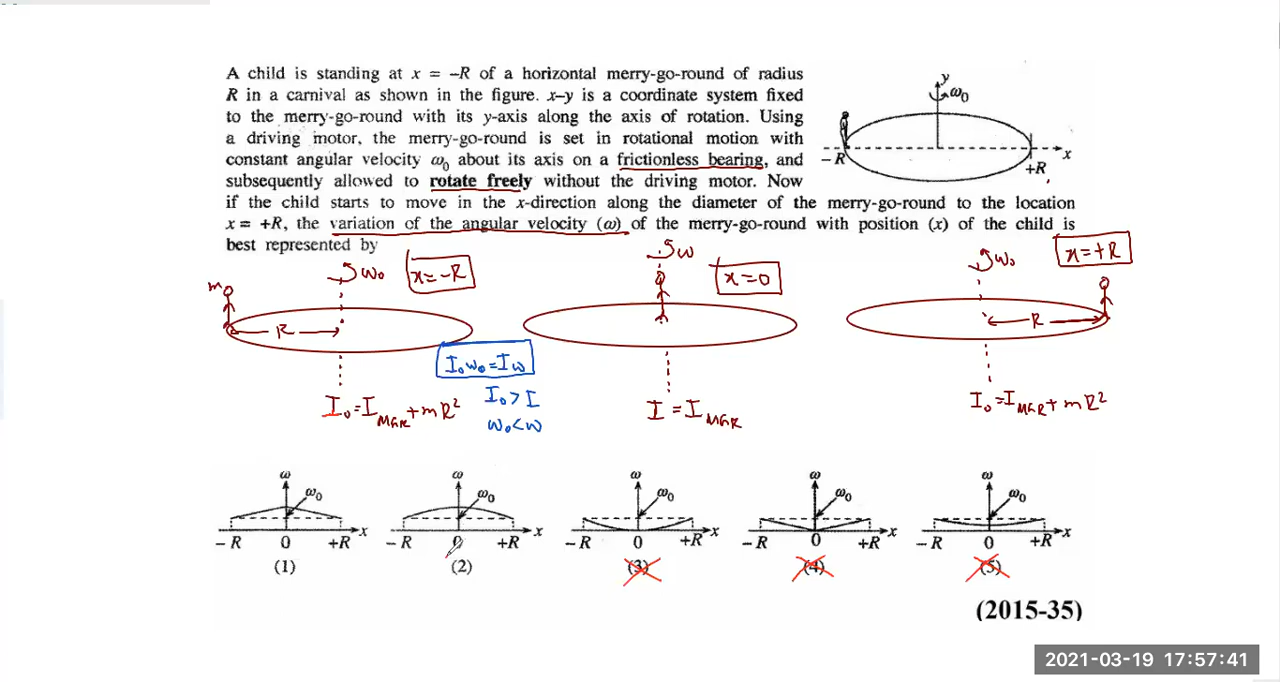 A child is standing at x = −R of a horizontal merry-go-round of radius
R in a carnival as shown in the figure. x–y is a coordinate system fixed
to the merry-go-round with its y-axis along the axis of rotation. Using
a driving motor, the merry-go-round is set in rotational motion with
constant angular velocity ω₀ about its axis on a frictionless bearing, and
subsequently allowed to rotate freely without the driving motor. Now
if the child starts to move in the x-direction along the diameter of the merry-go-round to the location
x = +R, the variation of the angular velocity (ω) of the merry-go-round with position (x) of the child is
best represented by
y
ω₀
−R
+R
x
m
ω₀
x=−R
ω
x=0
ω₀
x=+R
R
R
I₀ω₀=Iω
I₀>I
ω₀<ω
I₀=I_MGR+mR²
I = I_MGR
I₀=I_MGR+mR²
ω ω ω ω ω
ω₀ ω₀ ω₀ ω₀ ω₀
−R 0 +R x −R 0 +R x −R 0 +R x −R 0 +R x −R 0 +R x
(1) (2) (3) (4) (5)
(2015-35)
2021-03-19 17:57:41